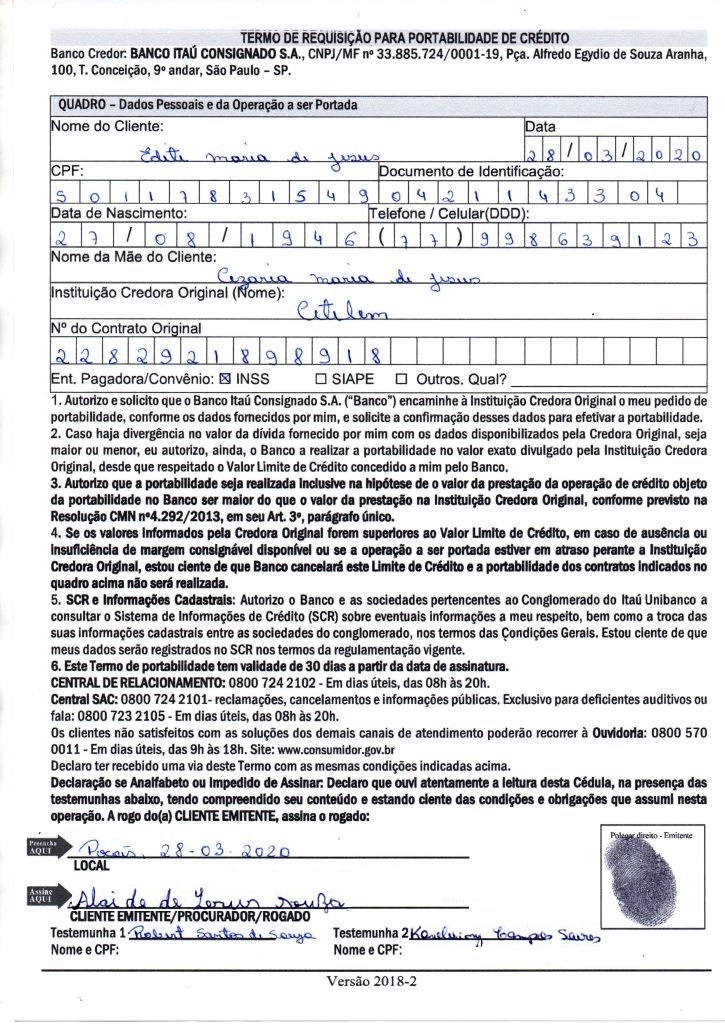 TERMO DE REQUISIÇÃO PARA PORTABILIDADE DE CRÉDITO
Banco Credor: BANCO ITAÚ CONSIGNADO S.A., CNPJ/MF nº 33.885.724/0001-19, Pça. Alfredo Egydio de Souza Aranha,
100, T. Conceição, 9º andar, São Paulo – SP.
QUADRO – Dados Pessoais e da Operação a ser Portada
Nome do Cliente: Data
Edite maria de jesus 28/03/2020
CPF: Documento de Identificação:
50117831549 0421143304
Data de Nascimento: Telefone / Celular(DDD):
27/08/1946 (77)998639123
Nome da Mãe do Cliente:
Cezaria maria de jesus
Instituição Credora Original (Nome):
Cetelem
Nº do Contrato Original
2282921898918
Ent. Pagadora/Convênio: ☒ INSS ☐ SIAPE ☐ Outros. Qual?
1. Autorizo e solicito que o Banco Itaú Consignado S.A. ("Banco") encaminhe à Instituição Credora Original o meu pedido de
portabilidade, conforme os dados fornecidos por mim, e solicite a confirmação desses dados para efetivar a portabilidade.
2. Caso haja divergência no valor da dívida fornecido por mim com os dados disponibilizados pela Credora Original, seja
maior ou menor, eu autorizo, ainda, o Banco a realizar a portabilidade no valor exato divulgado pela Instituição Credora
Original, desde que respeitado o Valor Limite de Crédito concedido a mim pelo Banco.
3. Autorizo que a portabilidade seja realizada inclusive na hipótese de o valor da prestação da operação de crédito objeto
da portabilidade no Banco ser maior do que o valor da prestação na Instituição Credora Original, conforme previsto na
Resolução CMN nº4.292/2013, em seu Art. 3º, parágrafo único.
4. Se os valores informados pela Credora Original forem superiores ao Valor Limite de Crédito, em caso de ausência ou
insuficiência de margem consignável disponível ou se a operação a ser portada estiver em atraso perante a Instituição
Credora Original, estou ciente de que Banco cancelará este Limite de Crédito e a portabilidade dos contratos indicados no
quadro acima não será realizada.
5. SCR e Informações Cadastrais: Autorizo o Banco e as sociedades pertencentes ao Conglomerado do Itaú Unibanco a
consultar o Sistema de Informações de Crédito (SCR) sobre eventuais informações a meu respeito, bem como a troca das
suas informações cadastrais entre as sociedades do conglomerado, nos termos das Condições Gerais. Estou ciente de que
meus dados serão registrados no SCR nos termos da regulamentação vigente.
6. Este Termo de portabilidade tem validade de 30 dias a partir da data de assinatura.
CENTRAL DE RELACIONAMENTO: 0800 724 2102 - Em dias úteis, das 08h às 20h.
Central SAC: 0800 724 2101- reclamações, cancelamentos e informações públicas. Exclusivo para deficientes auditivos ou
fala: 0800 723 2105 - Em dias úteis, das 08h às 20h.
Os clientes não satisfeitos com as soluções dos demais canais de atendimento poderão recorrer à Ouvidoria: 0800 570
0011 - Em dias úteis, das 9h às 18h. Site: www.consumidor.gov.br
Declaro ter recebido uma via deste Termo com as mesmas condições indicadas acima.
Declaração se Analfabeto ou Impedido de Assinar: Declaro que ouvi atentamente a leitura desta Cédula, na presença das
testemunhas abaixo, tendo compreendido seu conteúdo e estando ciente das condições e obrigações que assumi nesta
operação. A rogo do(a) CLIENTE EMITENTE, assina o rogado:
Polegar direito - Emitente
Preencha
AQUI
28-03-2020
LOCAL
Assine
AQUI
Alaide de souza
CLIENTE EMITENTE/PROCURADOR/ROGADO
Testemunha 1 Robert Santos de Souza Testemunha 2 Campos
Nome e CPF: Nome e CPF:
Versão 2018-2